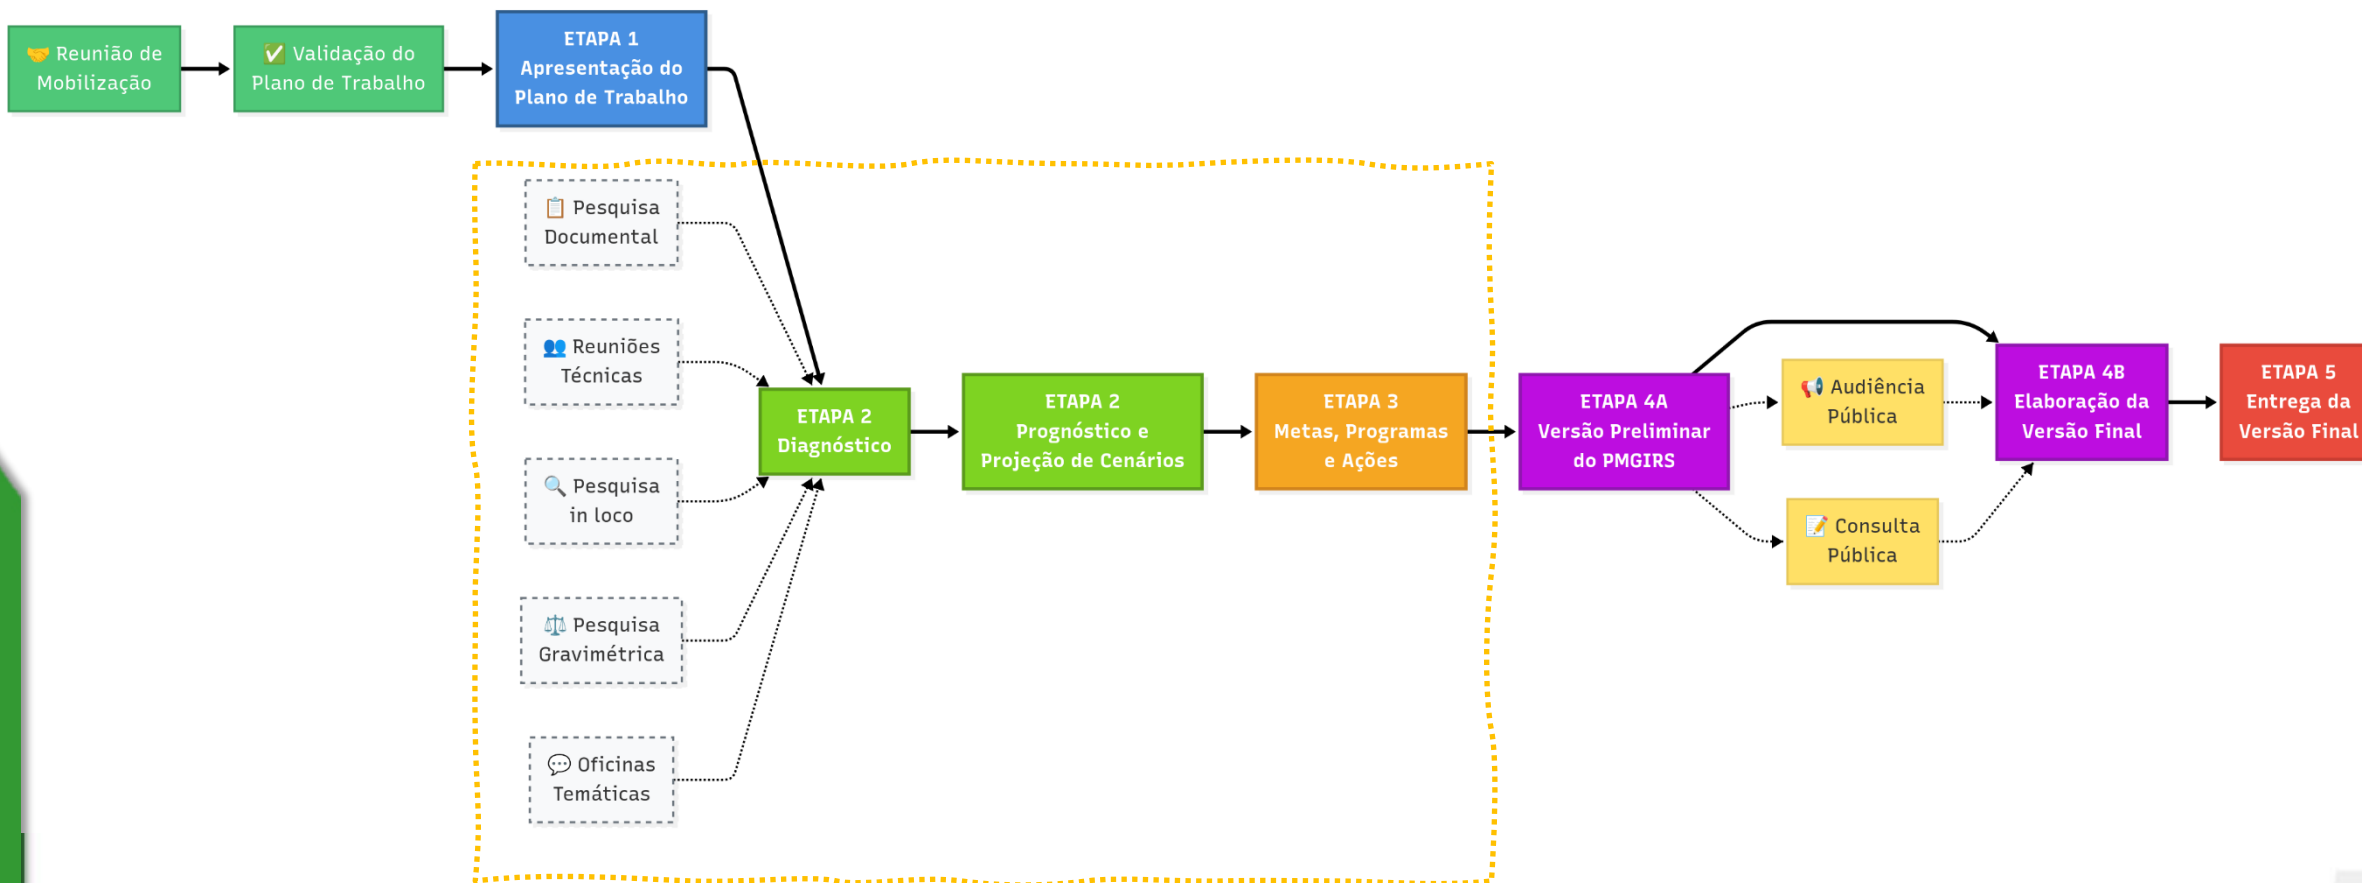 🤝 Reunião de
Mobilização
✅ Validação do
Plano de Trabalho
ETAPA 1
Apresentação do
Plano de Trabalho
📋 Pesquisa
Documental
👥 Reuniões
Técnicas
🔍 Pesquisa
in loco
⚖️ Pesquisa
Gravimétrica
💬 Oficinas
Temáticas
ETAPA 2
Diagnóstico
ETAPA 2
Prognóstico e
Projeção de Cenários
ETAPA 3
Metas, Programas
e Ações
ETAPA 4A
Versão Preliminar
do PMGIRS
📢 Audiência
Pública
📝 Consulta
Pública
ETAPA 4B
Elaboração da
Versão Final
ETAPA 5
Entrega da
Versão Final